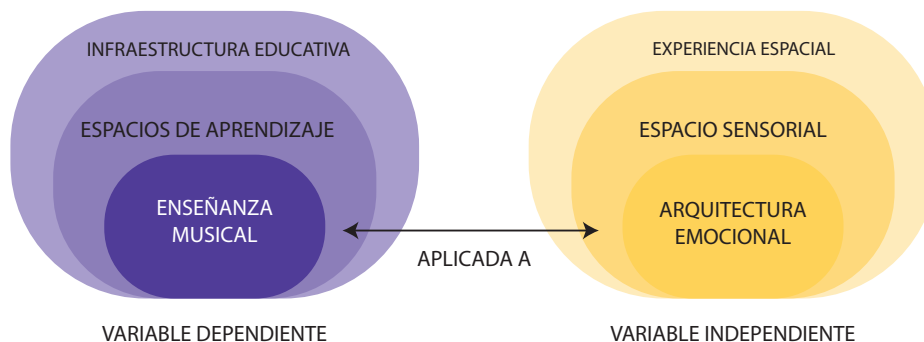 INFRAESTRUCTURA EDUCATIVA
ESPACIOS DE APRENDIZAJE
ENSEÑANZA
MUSICAL
EXPERIENCIA ESPACIAL
ESPACIO SENSORIAL
ARQUITECTURA
EMOCIONAL
APLICADA A
VARIABLE DEPENDIENTE
VARIABLE INDEPENDIENTE